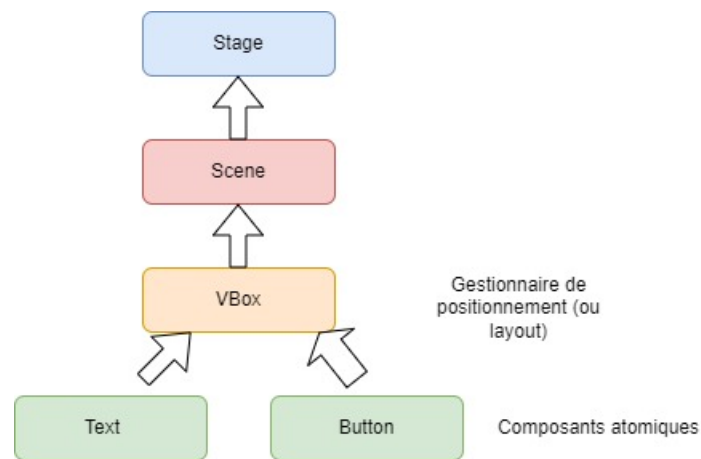 Stage
Scene
VBox
Gestionnaire de
positionnement (ou
layout)
Text
Button
Composants atomiques